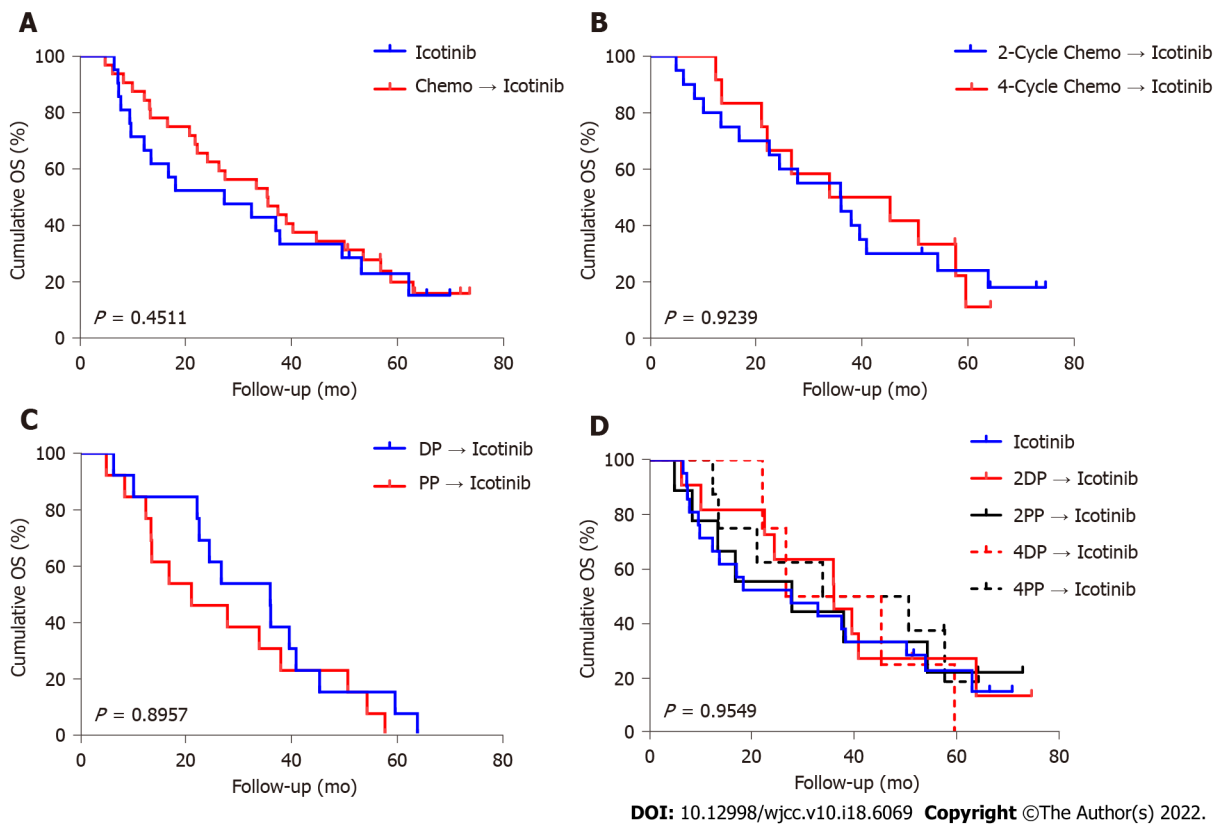 A
Icotinib
Chemo → Icotinib
100
80
60
40
20
0
Cumulative OS (%)
P = 0.4511
0 20 40 60 80
Follow-up (mo)
B
2-Cycle Chemo → Icotinib
4-Cycle Chemo → Icotinib
100
80
60
40
20
0
Cumulative OS (%)
P = 0.9239
0 20 40 60 80
Follow-up (mo)
C
DP → Icotinib
PP → Icotinib
100
80
60
40
20
0
Cumulative OS (%)
P = 0.8957
0 20 40 60 80
Follow-up (mo)
D
Icotinib
2DP → Icotinib
2PP → Icotinib
4DP → Icotinib
4PP → Icotinib
100
80
60
40
20
0
Cumulative OS (%)
P = 0.9549
0 20 40 60 80
Follow-up (mo)
DOI: 10.12998/wjcc.v10.i18.6069 Copyright ©The Author(s) 2022.